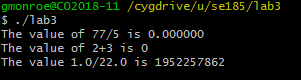 gmonroe@CO2018-11 /cygdrive/u/se185/lab3
$ ./lab3
The value of 77/5 is 0.000000
The value of 2+3 is 0
The value 1.0/22.0 is 1952257862